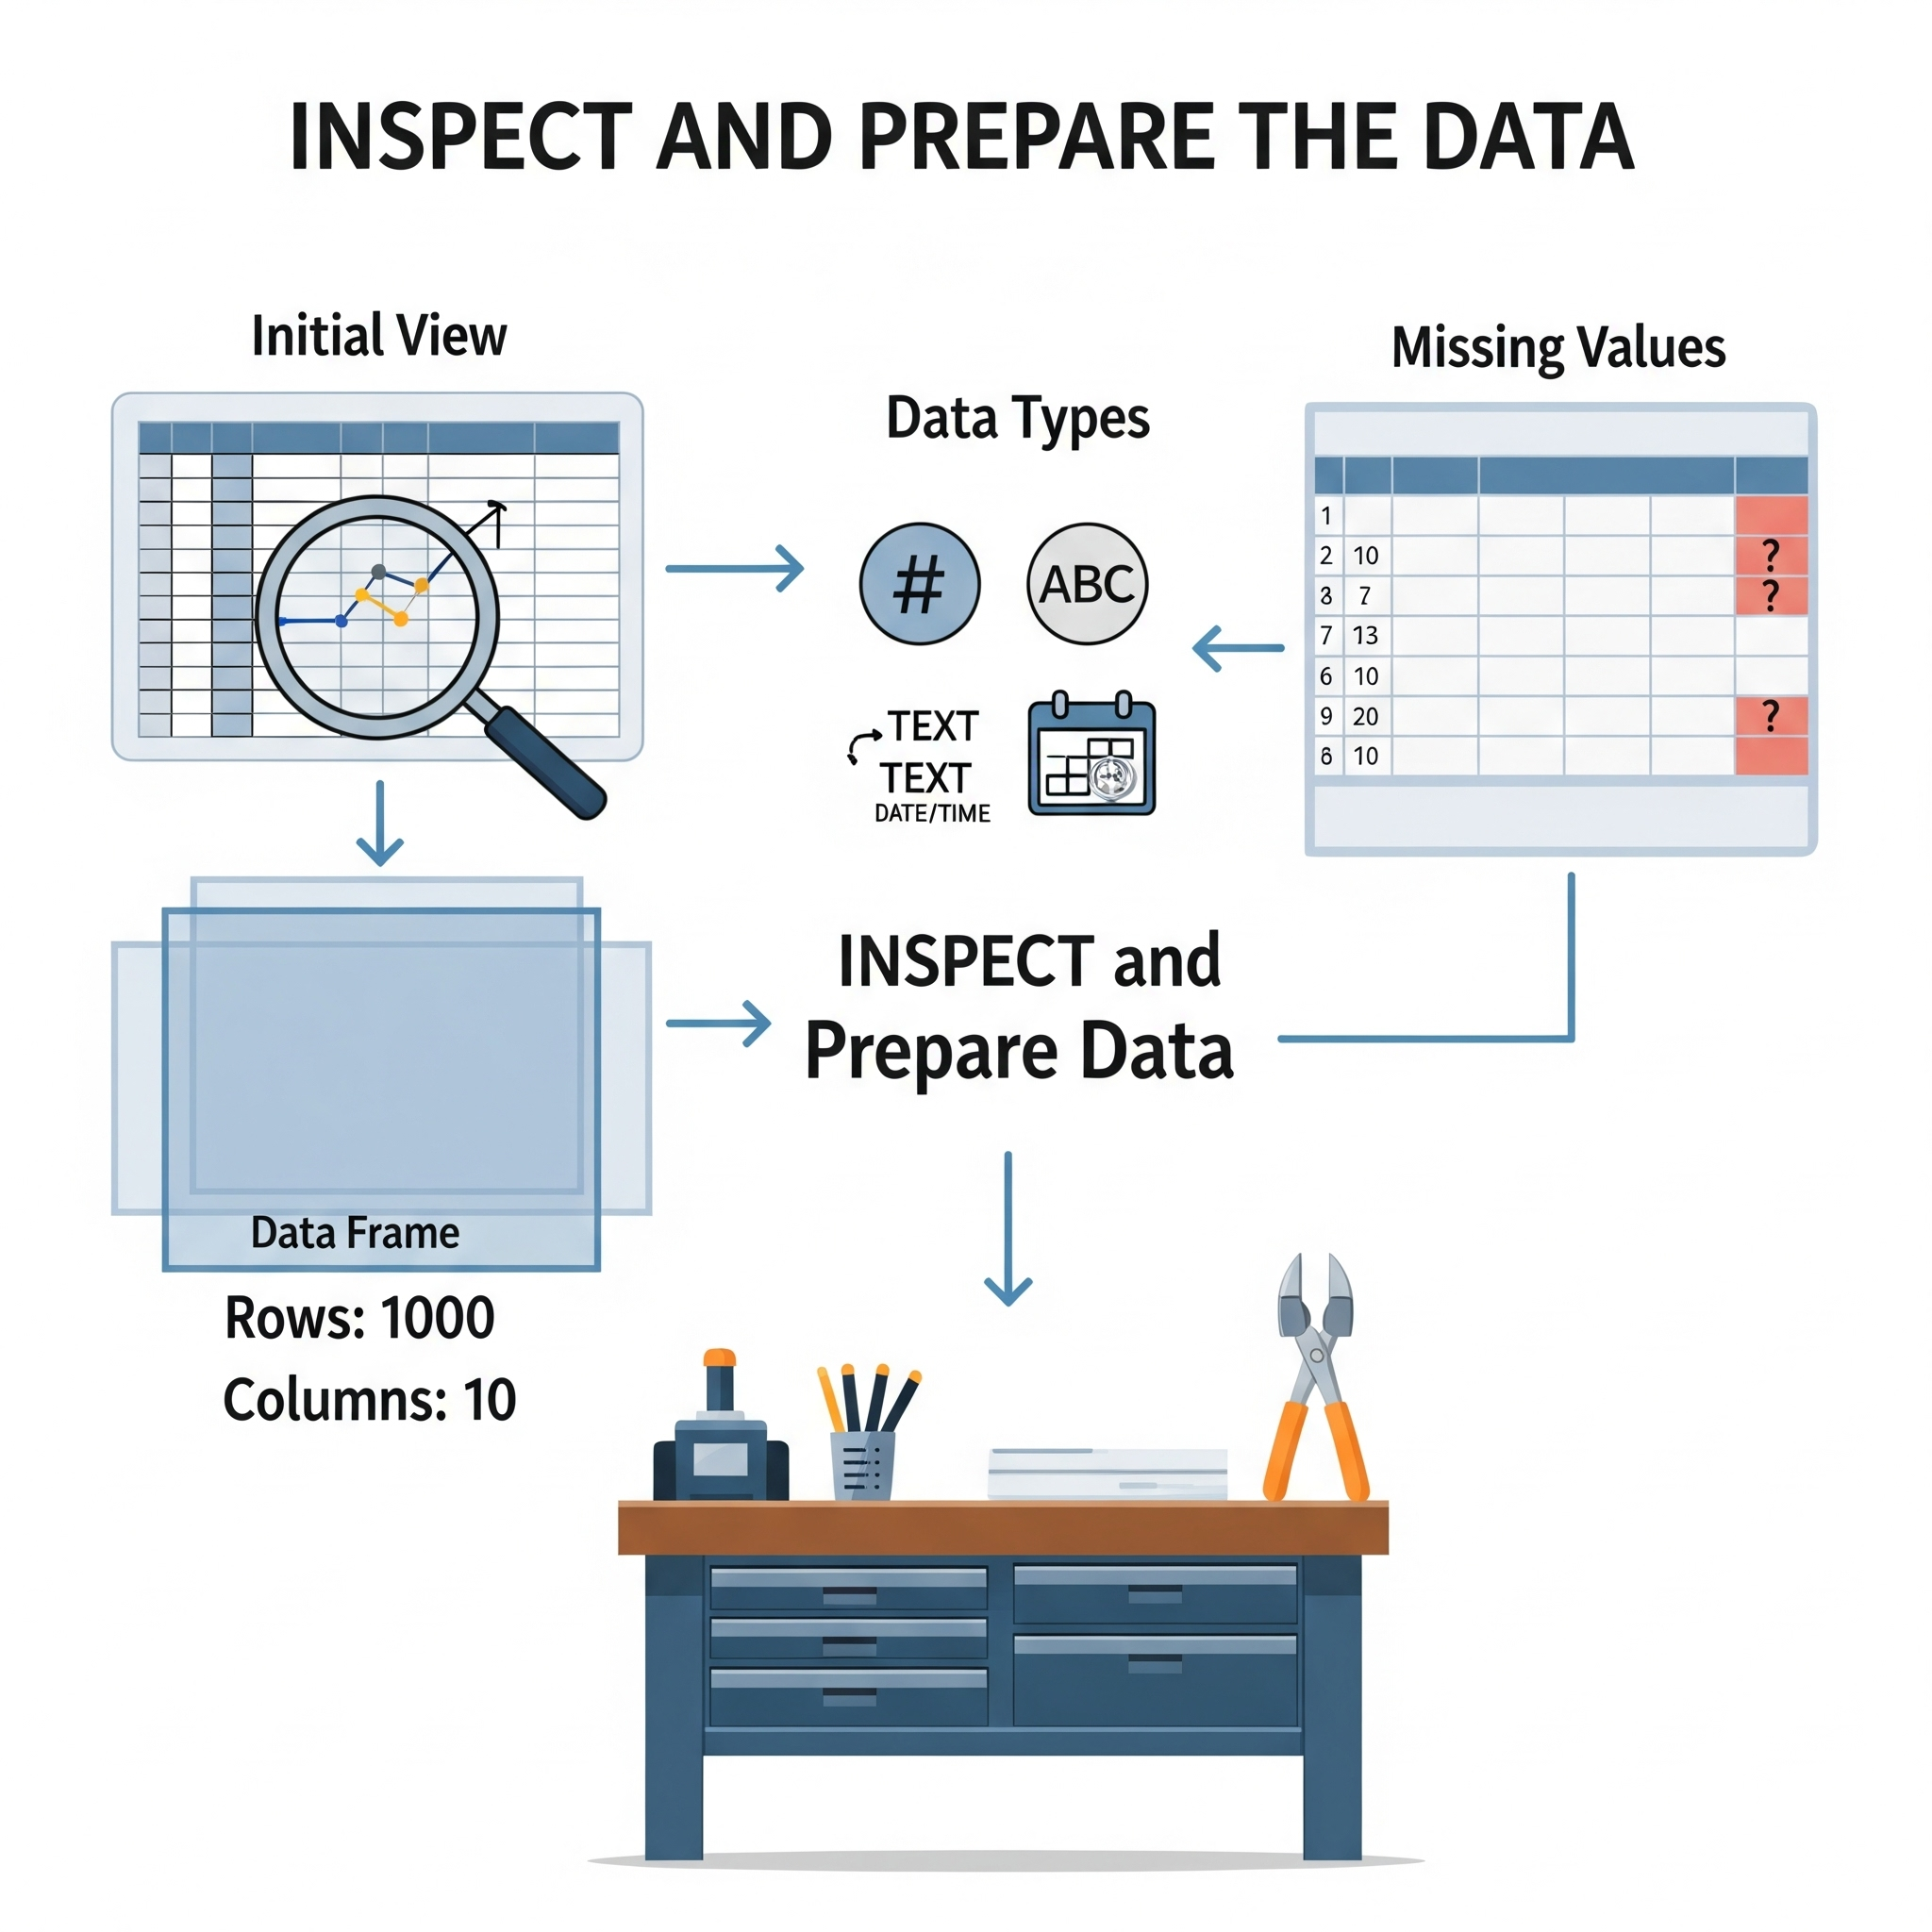 INSPECT AND PREPARE THE DATA
Initial View
Data Types
Missing Values
#
ABC
TEXT
TEXT
DATE/TIME
1
2 10 ?
3 7 ?
7 13
6 10
9 20 ?
8 10
INSPECT and
Prepare Data
Data Frame
Rows: 1000
Columns: 10